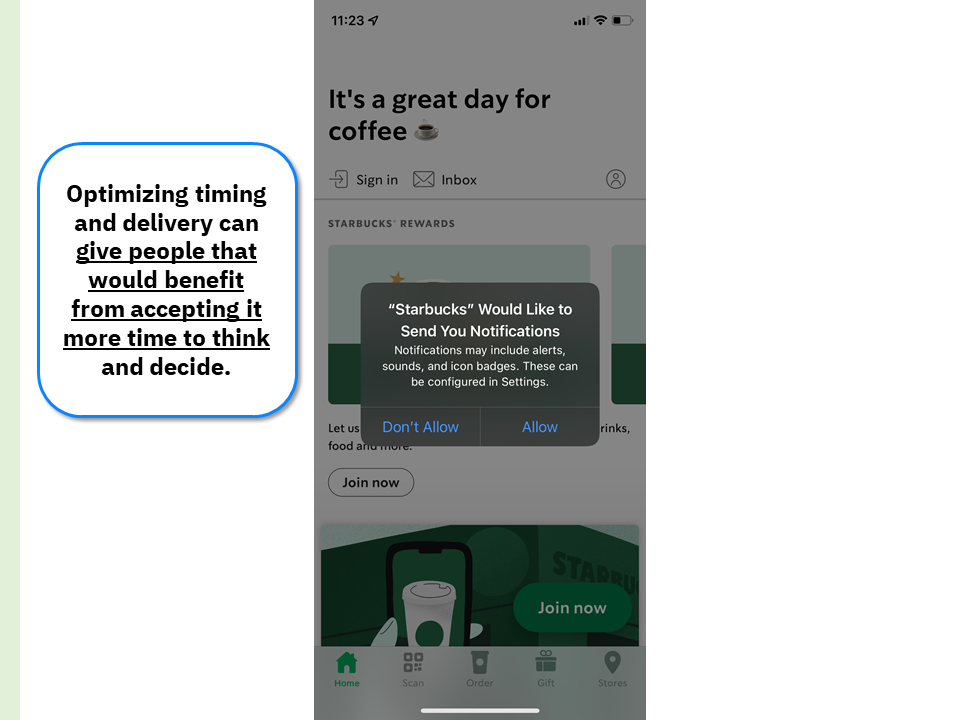 Optimizing timing
and delivery can
give people that
would benefit
from accepting it
more time to think
and decide.
11:23
It's a great day for
coffee
Sign in
Inbox
STARBUCKS® REWARDS
“Starbucks” Would Like to
Send You Notifications
Notifications may include alerts,
sounds, and icon badges. These can
be configured in Settings.
Don’t Allow
Allow
Let us
rinks,
food and more.
Join now
STARBUC
Join now
Home
Scan
Order
Gift
Stores